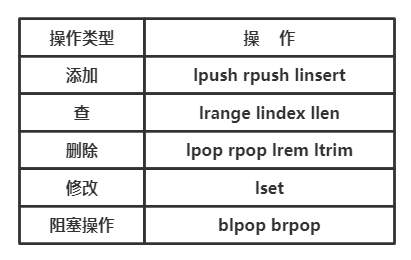 操作类型 操 作
添加 lpush rpush linsert
查 lrange lindex llen
删除 lpop rpop lrem ltrim
修改 lset
阻塞操作 blpop brpop